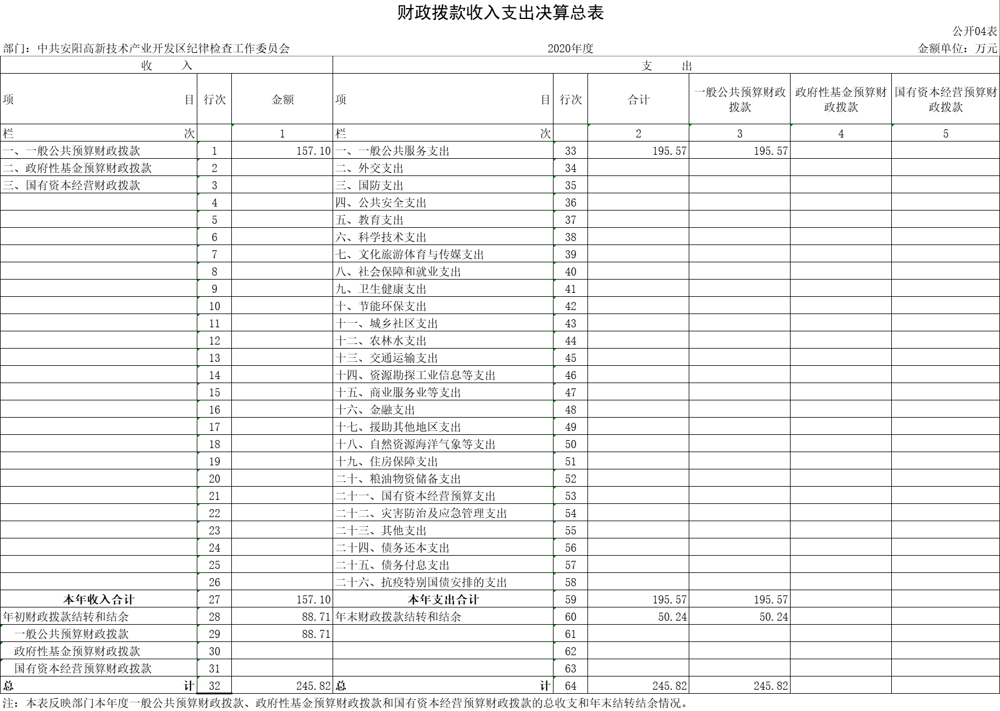 财政拨款收入支出决算总表
公开04表
部门：中共安阳高新技术产业开发区纪律检查工作委员会 2020年度 金额单位：万元
收 入 支 出
项 目 行次 金额 项 目 行次 合计 一般公共预算财政拨款 政府性基金预算财政拨款 国有资本经营预算财政拨款
栏 次 1 栏 次 2 3 4 5
一、一般公共预算财政拨款 1 157.10 一、一般公共服务支出 33 195.57 195.57
二、政府性基金预算财政拨款 2 二、外交支出 34
三、国有资本经营财政拨款 3 三、国防支出 35
4 四、公共安全支出 36
5 五、教育支出 37
6 六、科学技术支出 38
7 七、文化旅游体育与传媒支出 39
8 八、社会保障和就业支出 40
9 九、卫生健康支出 41
10 十、节能环保支出 42
11 十一、城乡社区支出 43
12 十二、农林水支出 44
13 十三、交通运输支出 45
14 十四、资源勘探工业信息等支出 46
15 十五、商业服务业等支出 47
16 十六、金融支出 48
17 十七、援助其他地区支出 49
18 十八、自然资源海洋气象等支出 50
19 十九、住房保障支出 51
20 二十、粮油物资储备支出 52
21 二十一、国有资本经营预算支出 53
22 二十二、灾害防治及应急管理支出 54
23 二十三、其他支出 55
24 二十四、债务还本支出 56
25 二十五、债务付息支出 57
26 二十六、抗疫特别国债安排的支出 58
本年收入合计 27 157.10 本年支出合计 59 195.57 195.57
年初财政拨款结转和结余 28 88.71 年末财政拨款结转和结余 60 50.24 50.24
一般公共预算财政拨款 29 88.71 61
政府性基金预算财政拨款 30 62
国有资本经营预算财政拨款 31 63
总 计 32 245.82 总 计 64 245.82 245.82
注：本表反映部门本年度一般公共预算财政拨款、政府性基金预算财政拨款和国有资本经营预算财政拨款的总收支和年末结转结余情况。